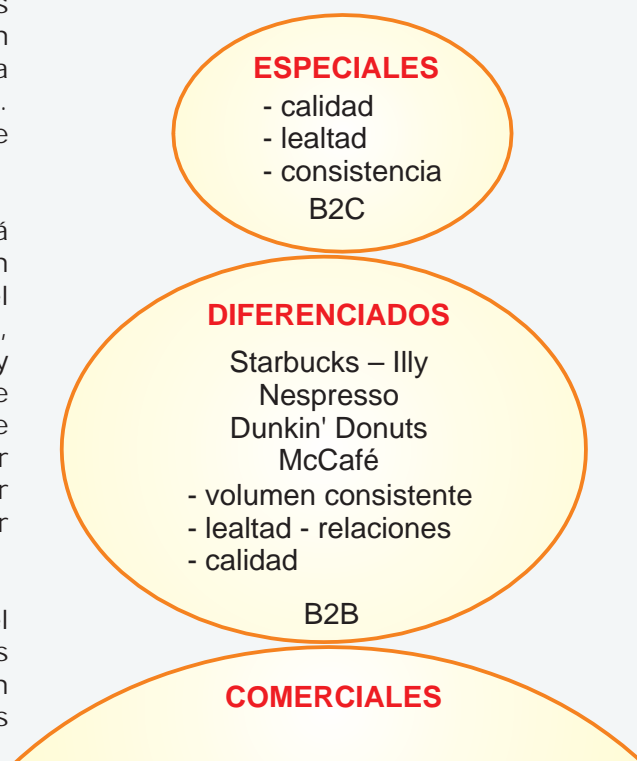 ESPECIALES
- calidad
- lealtad
- consistencia
B2C
DIFERENCIADOS
Starbucks – Illy
Nespresso
Dunkin' Donuts
McCafé
- volumen consistente
- lealtad - relaciones
- calidad
B2B
COMERCIALES